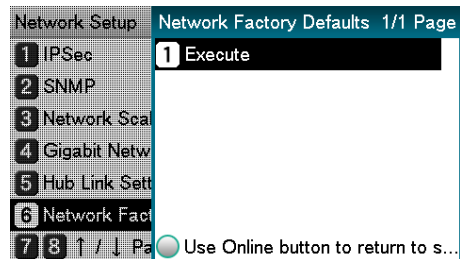 Network Setup
1 IPSec
2 SNMP
3 Network Scal
4 Gigabit Netw
5 Hub Link Sett
6 Network Fact
7 8 ↑ / ↓ Pa
Network Factory Defaults 1/1 Page
1 Execute
Use Online button to return to s...